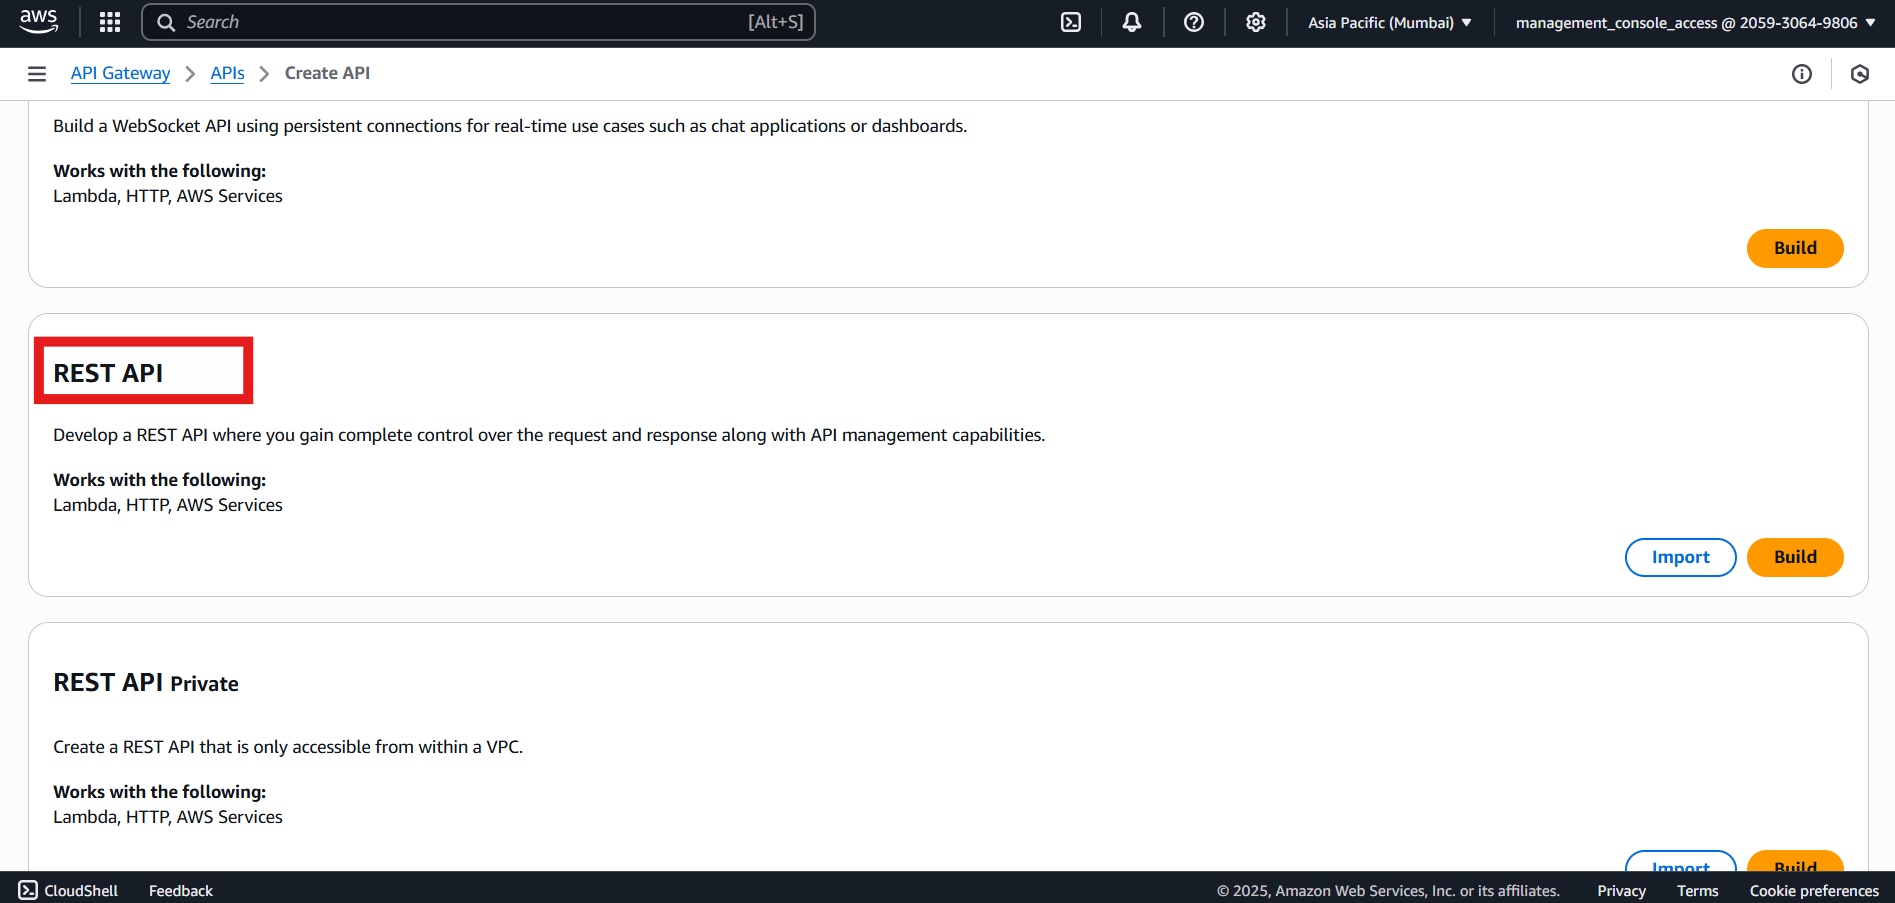 aws
Search [Alt+S]
Asia Pacific (Mumbai)
management_console_access @ 2059-3064-9806
API Gateway > APIs > Create API
Build a WebSocket API using persistent connections for real-time use cases such as chat applications or dashboards.
Works with the following:
Lambda, HTTP, AWS Services
Build
REST API
Develop a REST API where you gain complete control over the request and response along with API management capabilities.
Works with the following:
Lambda, HTTP, AWS Services
Import Build
REST API Private
Create a REST API that is only accessible from within a VPC.
Works with the following:
Lambda, HTTP, AWS Services
Import Build
CloudShell Feedback © 2025, Amazon Web Services, Inc. or its affiliates. Privacy Terms Cookie preferences